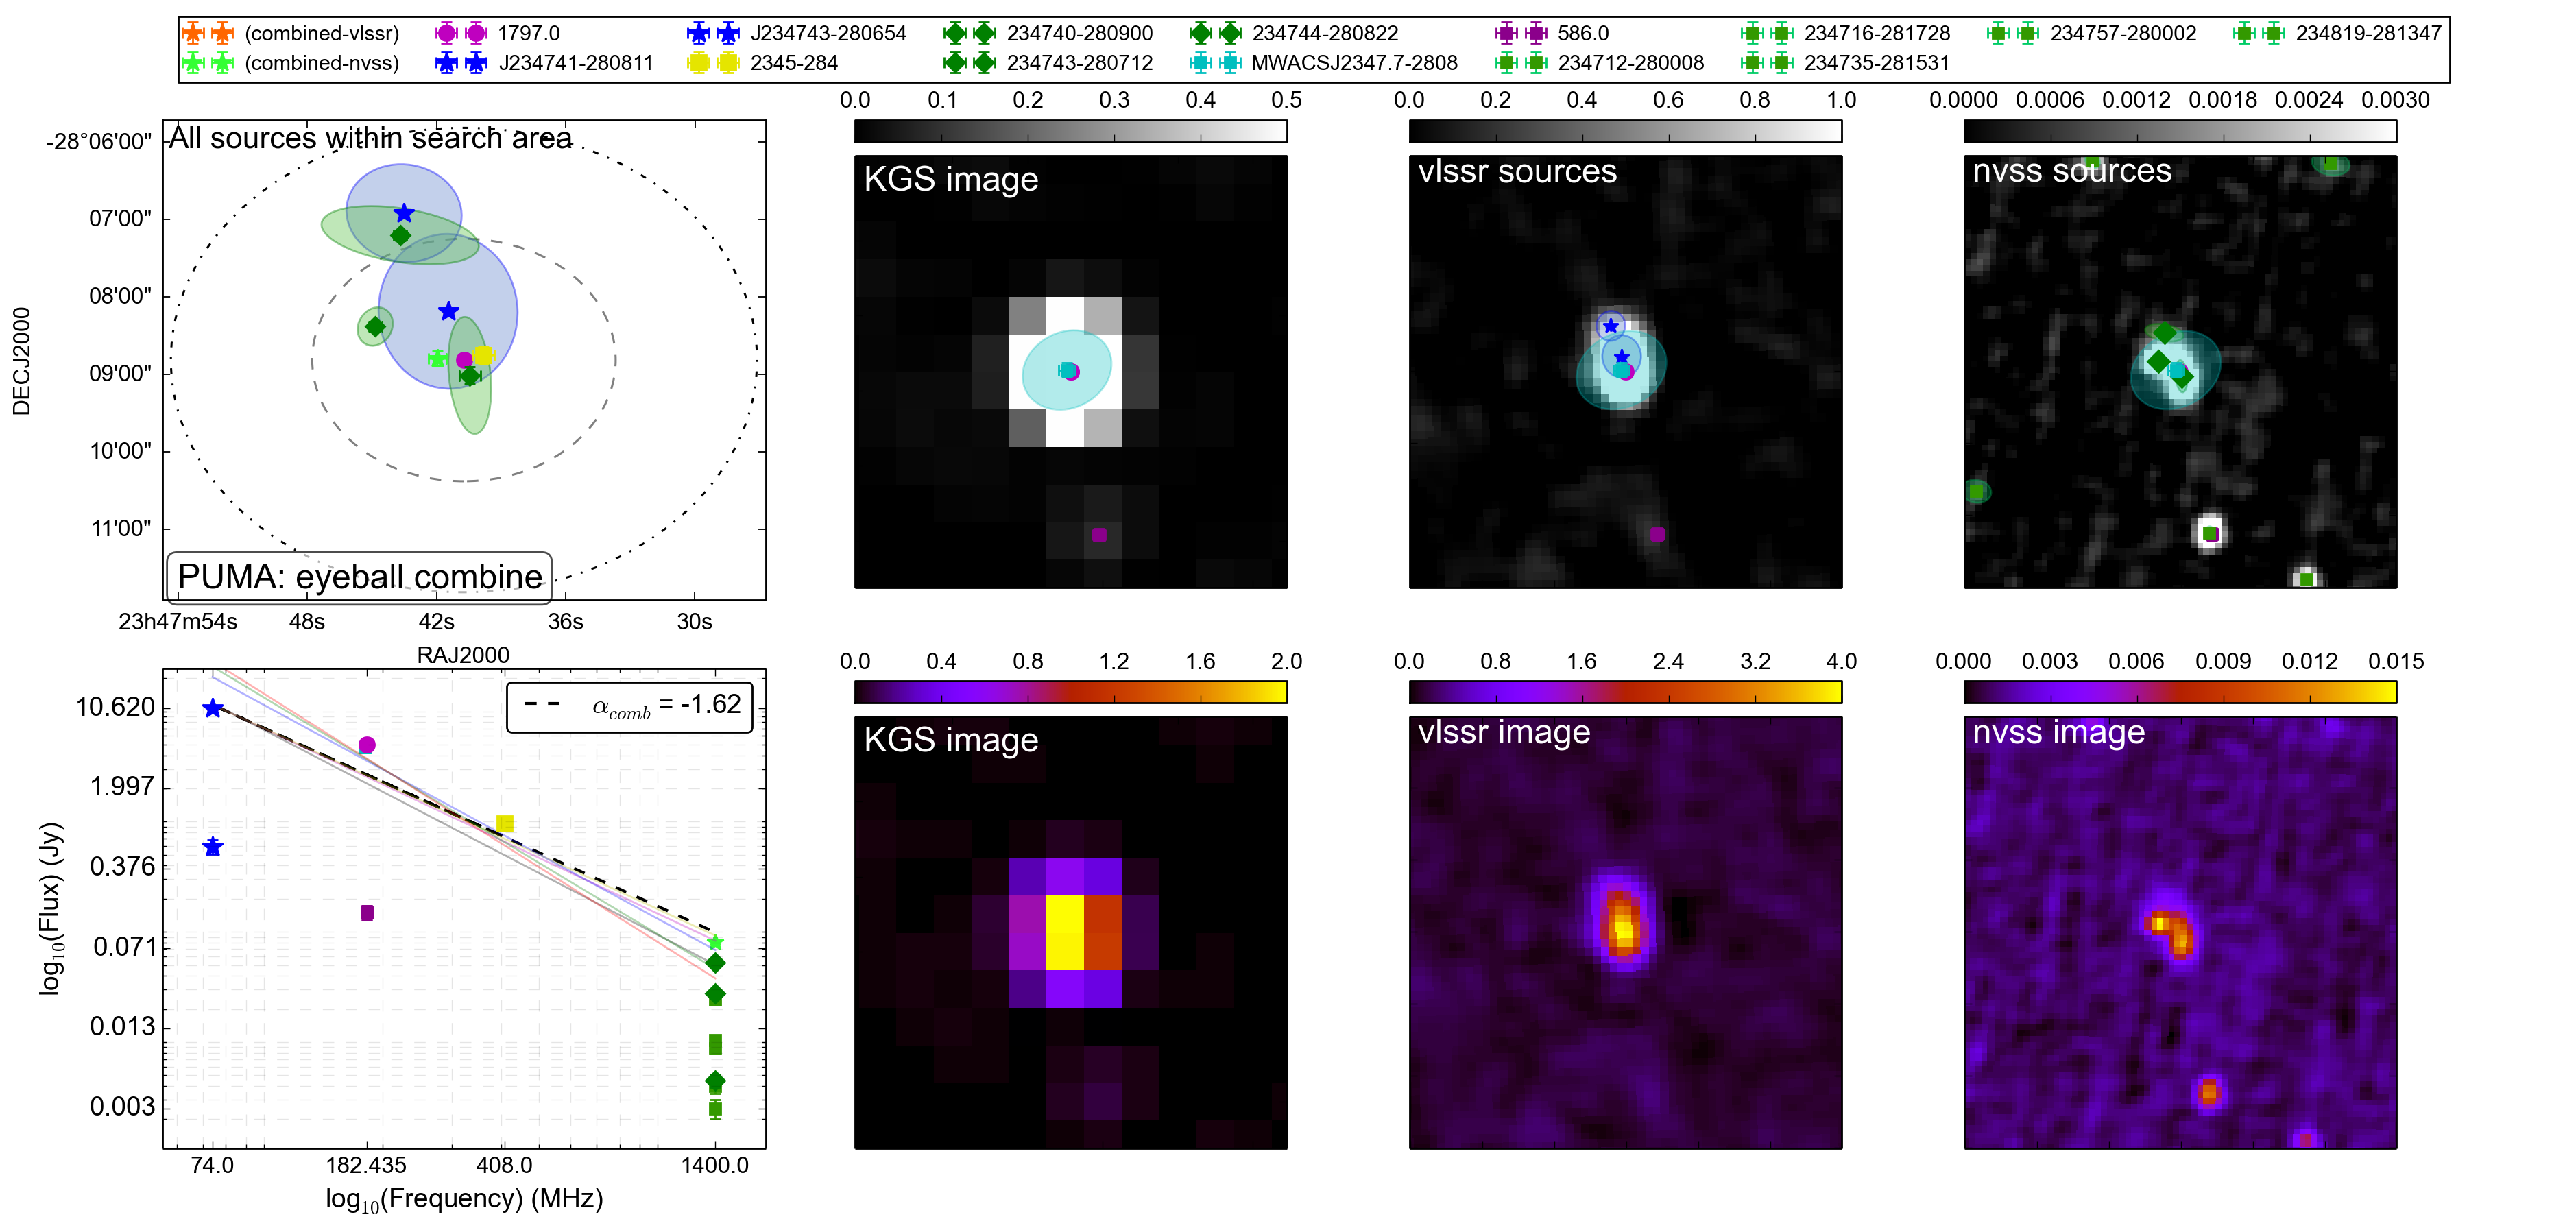 (combined-vlssr) 1797.0 J234743-280654 234740-280900 234744-280822 586.0 234716-281728 234757-280002 234819-281347
(combined-nvss) J234741-280811 2345-284 234743-280712 MWACSJ2347.7-2808 234712-280008 234735-281531
0.0 0.1 0.2 0.3 0.4 0.5
0.0 0.2 0.4 0.6 0.8 1.0
0.0000 0.0006 0.0012 0.0018 0.0024 0.0030
All sources within search area
-28°06'00"
07'00"
08'00"
09'00"
10'00"
11'00"
DECJ2000
PUMA: eyeball combine
23h47m54s 48s 42s 36s 30s
RAJ2000
KGS image
vlssr sources
nvss sources
0.0 0.4 0.8 1.2 1.6 2.0
0.0 0.8 1.6 2.4 3.2 4.0
0.000 0.003 0.006 0.009 0.012 0.015
α_comb = -1.62
10.620
1.997
0.376
0.071
0.013
0.003
log₁₀(Flux) (Jy)
74.0 182.435 408.0 1400.0
log₁₀(Frequency) (MHz)
KGS image
vlssr image
nvss image